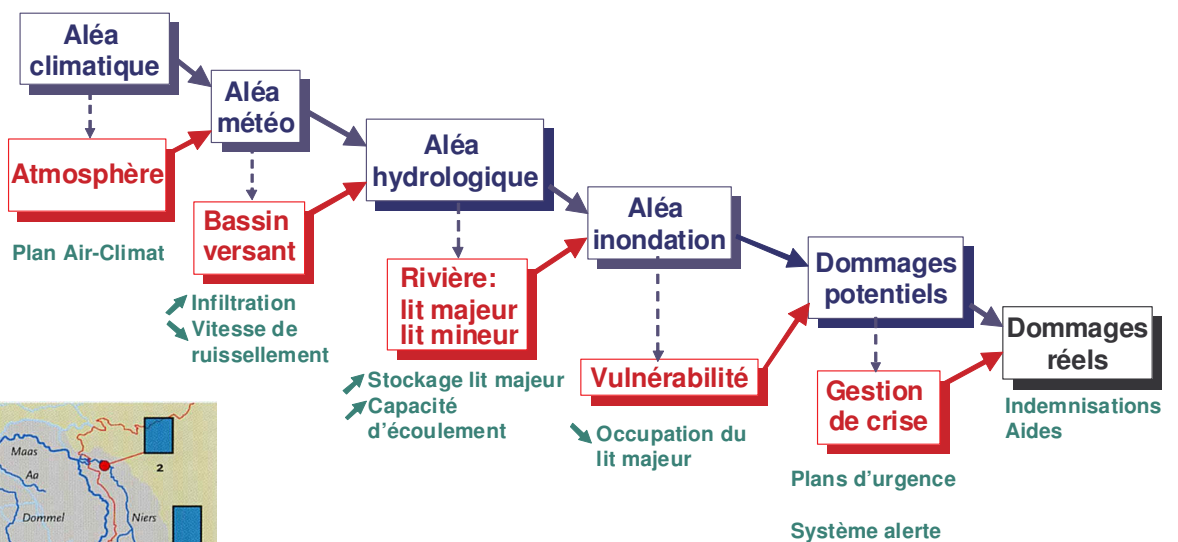 Aléa
climatique
Atmosphère
Plan Air-Climat
Aléa
météo
Bassin
versant
Infiltration
Vitesse de
ruissellement
Aléa
hydrologique
Rivière:
lit majeur
lit mineur
Stockage lit majeur
Capacité
d'écoulement
Aléa
inondation
Vulnérabilité
Occupation du
lit majeur
Dommages
potentiels
Gestion
de crise
Plans d'urgence
Système alerte
Dommages
réels
Indemnisations
Aides
Maas
Aa
Dommel
Niers
2